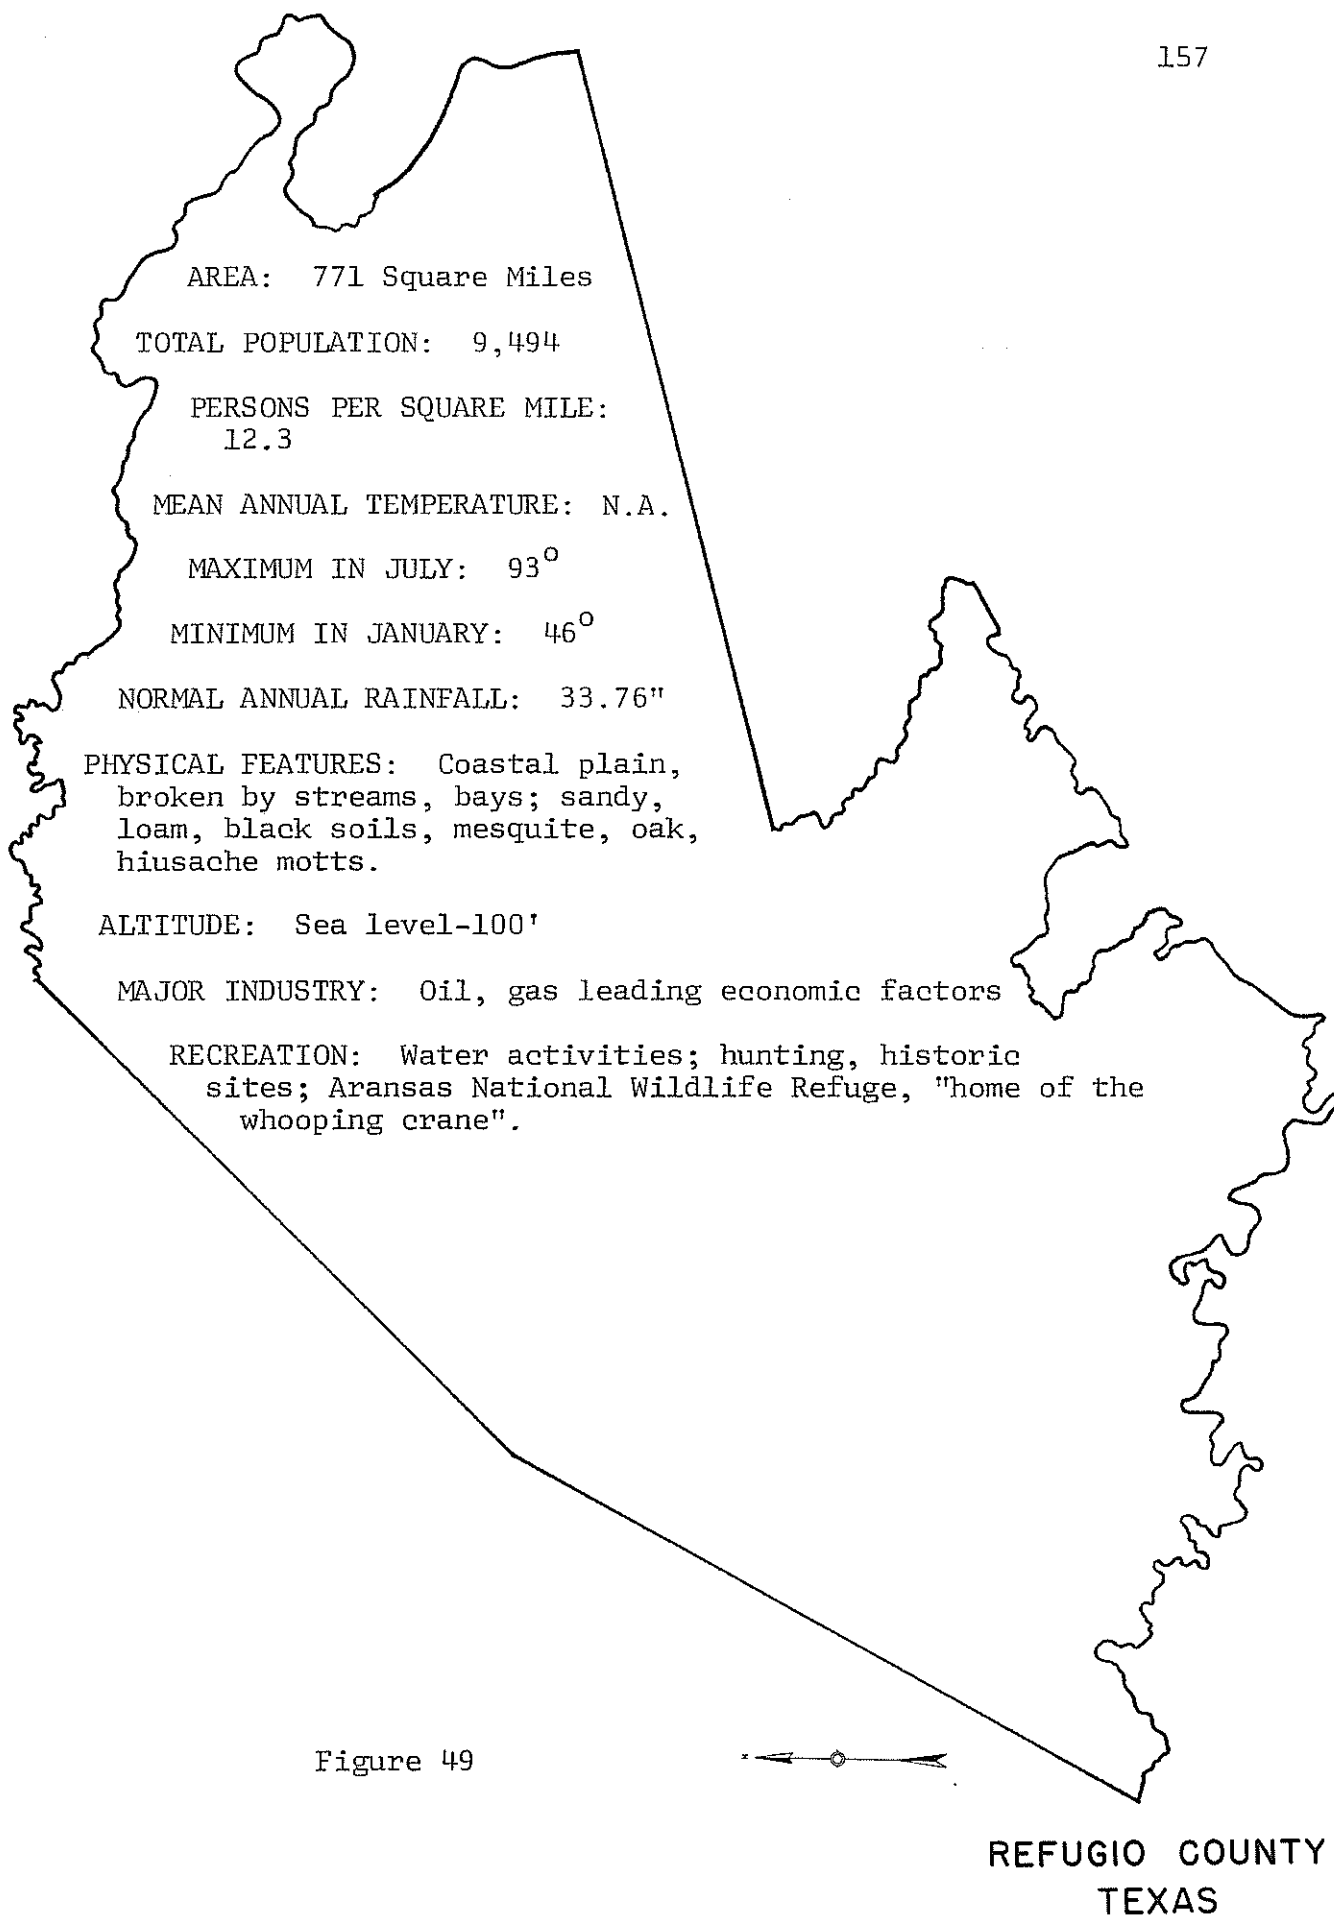 157
AREA: 771 Square Miles
TOTAL POPULATION: 9,494
PERSONS PER SQUARE MILE:
12.3
MEAN ANNUAL TEMPERATURE: N.A.
MAXIMUM IN JULY: 93°
MINIMUM IN JANUARY: 46°
NORMAL ANNUAL RAINFALL: 33.76"
PHYSICAL FEATURES: Coastal plain,
broken by streams, bays; sandy,
loam, black soils, mesquite, oak,
hiusache motts.
ALTITUDE: Sea level-100'
MAJOR INDUSTRY: Oil, gas leading economic factors
RECREATION: Water activities; hunting, historic
sites; Aransas National Wildlife Refuge, "home of the
whooping crane".
Figure 49
REFUGIO COUNTY
TEXAS